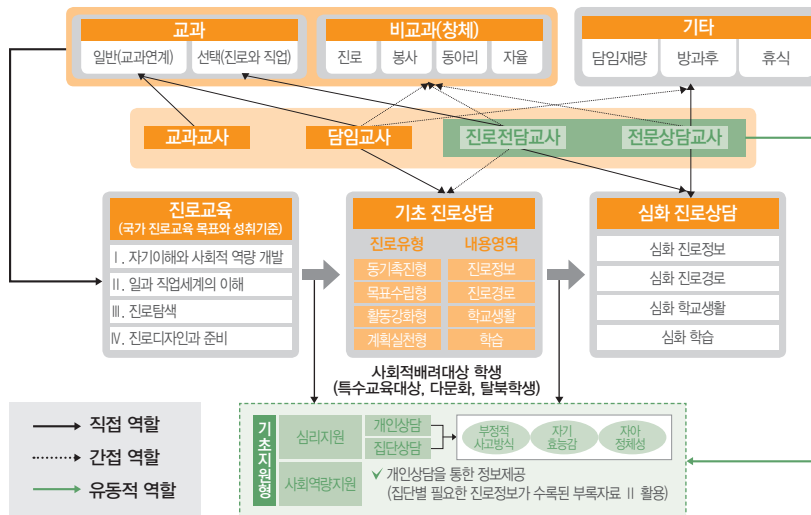 교과
일반(교과연계)
선택(진로와 직업)
비교과(창체)
진로
봉사
동아리
자율
기타
담임재량
방과후
휴식
교과교사
담임교사
진로전담교사
전문상담교사
진로교육
(국가 진로교육 목표와 성취기준)
Ⅰ. 자기이해와 사회적 역량 개발
Ⅱ. 일과 직업세계의 이해
Ⅲ. 진로탐색
Ⅳ. 진로디자인과 준비
기초 진로상담
진로유형
내용영역
동기촉진형
진로정보
목표수립형
진로경로
활동강화형
학교생활
계획실천형
학습
심화 진로상담
심화 진로정보
심화 진로경로
심화 학교생활
심화 학습
사회적배려대상 학생
(특수교육대상, 다문화, 탈북학생)
직접 역할
간접 역할
유동적 역할
기초지원형
심리지원
개인상담
집단상담
부정적
사고방식
자기
효능감
자아
정체성
사회역량지원
✓ 개인상담을 통한 정보제공
(집단별 필요한 진로정보가 수록된 부록자료 Ⅱ 활용)